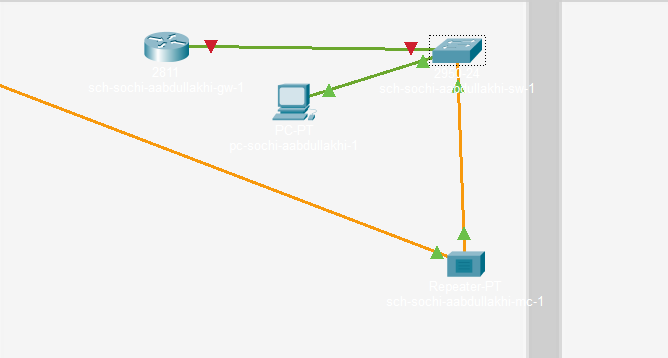 2811
sch-sochi-aabdullakhi-gw-1
sch-sochi-aabdullakhi-sw-1
PC-PT
pc-sochi-aabdullakhi-1
Repeater-PT
sch-sochi-aabdullakhi-mc-1